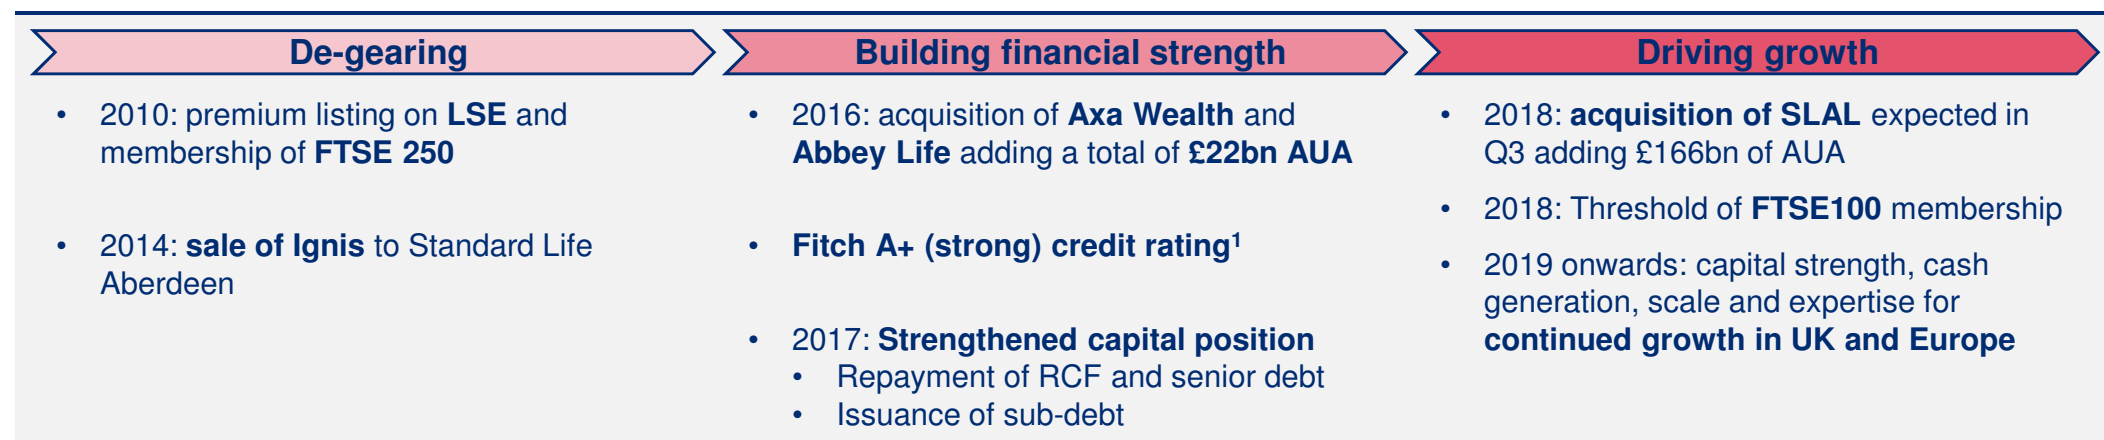 De-gearing
• 2010: premium listing on LSE and
membership of FTSE 250
• 2014: sale of Ignis to Standard Life
Aberdeen
Building financial strength
• 2016: acquisition of Axa Wealth and
Abbey Life adding a total of £22bn AUA
• Fitch A+ (strong) credit rating¹
• 2017: Strengthened capital position
• Repayment of RCF and senior debt
• Issuance of sub-debt
Driving growth
• 2018: acquisition of SLAL expected in
Q3 adding £166bn of AUA
• 2018: Threshold of FTSE100 membership
• 2019 onwards: capital strength, cash
generation, scale and expertise for
continued growth in UK and Europe